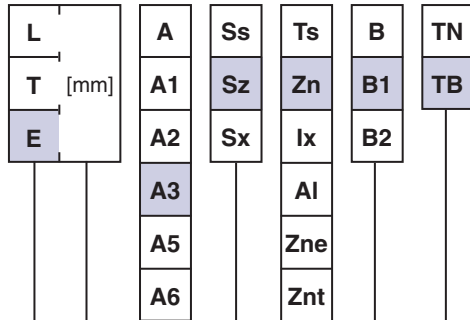 L A Ss Ts B TN
T [mm] A1 Sz Zn B1 TB
E A2 Sx Ix B2
A3 Al
A5 Zne
A6 Znt